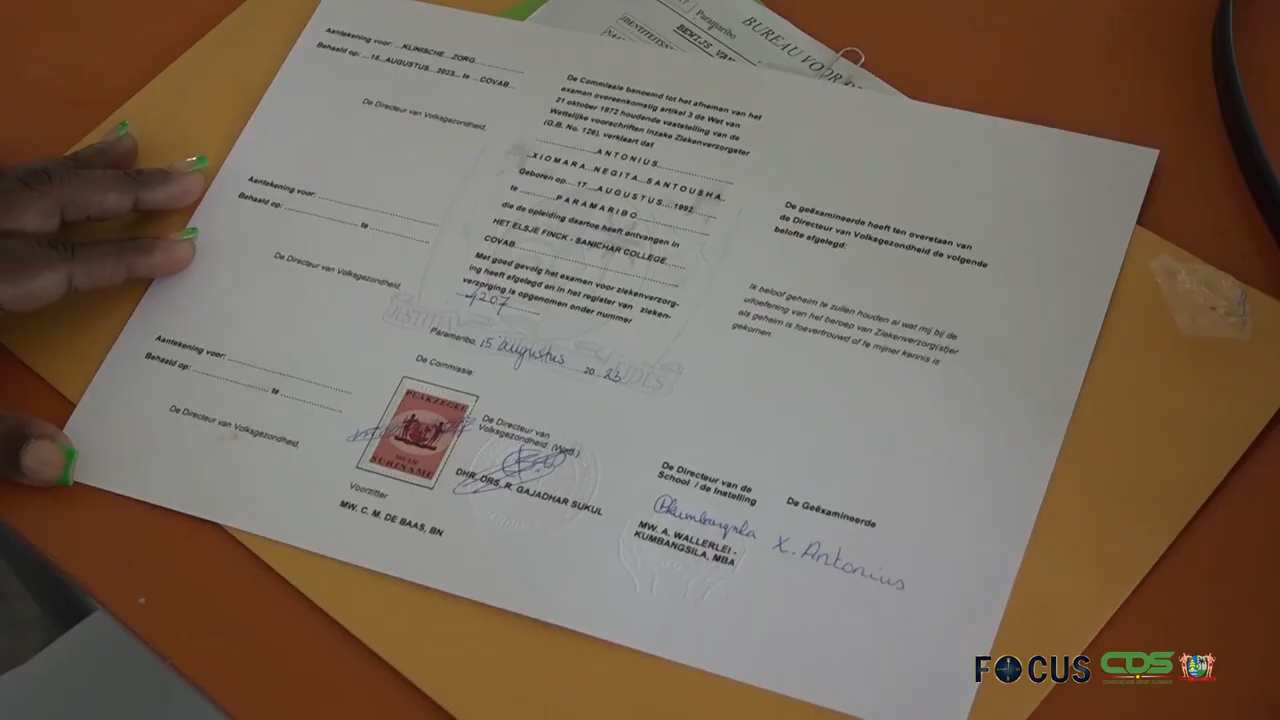 BUREAU VOOR
Paramaribo
BEWIJS VAN
IDENTITEITS
Aantekening voor: ...KLINISCHE...ZORG...
Behaald op: ...15...AUGUSTUS...2023... te ...COVAB...
De Directeur van Volksgezondheid,
Aantekening voor: ...............
Behaald op: ............... te ...............
De Directeur van Volksgezondheid,
Aantekening voor: ...............
Behaald op: ............... te ...............
De Directeur van Volksgezondheid,
De Commissie benoemd tot het afnemen van het
examen overeenkomstig artikel 3 de Wet van
21 oktober 1972 houdende vaststelling van de
Wettelijke voorschriften inzake Ziekenverzorgster
(G.B. No. 126), verklaart dat
...............ANTONIUS...............
..XIOMARA..NEGITA..SANTOUSHA..
Geboren op...17...AUGUSTUS...1992......
te ............PARAMARIBO............
die de opleiding daartoe heeft ontvangen in
HET ELSJE FINCK - SANICHAR COLLEGE......
COVAB...............
Met goed gevolg het examen voor ziekenverzorg-
ing heeft afgelegd en in het register van zieken-
verzorging is opgenomen onder nummer
...4207...............
Paramaribo, 15 augustus 20..23
De Commissie:
JUSTITIA
FIDES
PLAKZEGEL
SURINAME
Voorzitter
MW. C. M. DE BAAS, BN
De Directeur van
Volksgezondheid: (Wnd.)
DHR. DRS. R. GAJADHAR SUKUL
De geëxamineerde heeft ten overstaan van
de Directeur van Volksgezondheid de volgende
belofte afgelegd:
Ik beloof geheim te zullen houden al wat mij bij de
uitoefening van het beroep van Ziekenverzorg(st)er
als geheim is toevertrouwd of te mijner kennis is
gekomen.
De Directeur van de
School / de Instelling
MW. A. WALLERLEI -
KUMBANGSILA, MBA
De Geëxamineerde
X. Antonius
FOCUS CDS